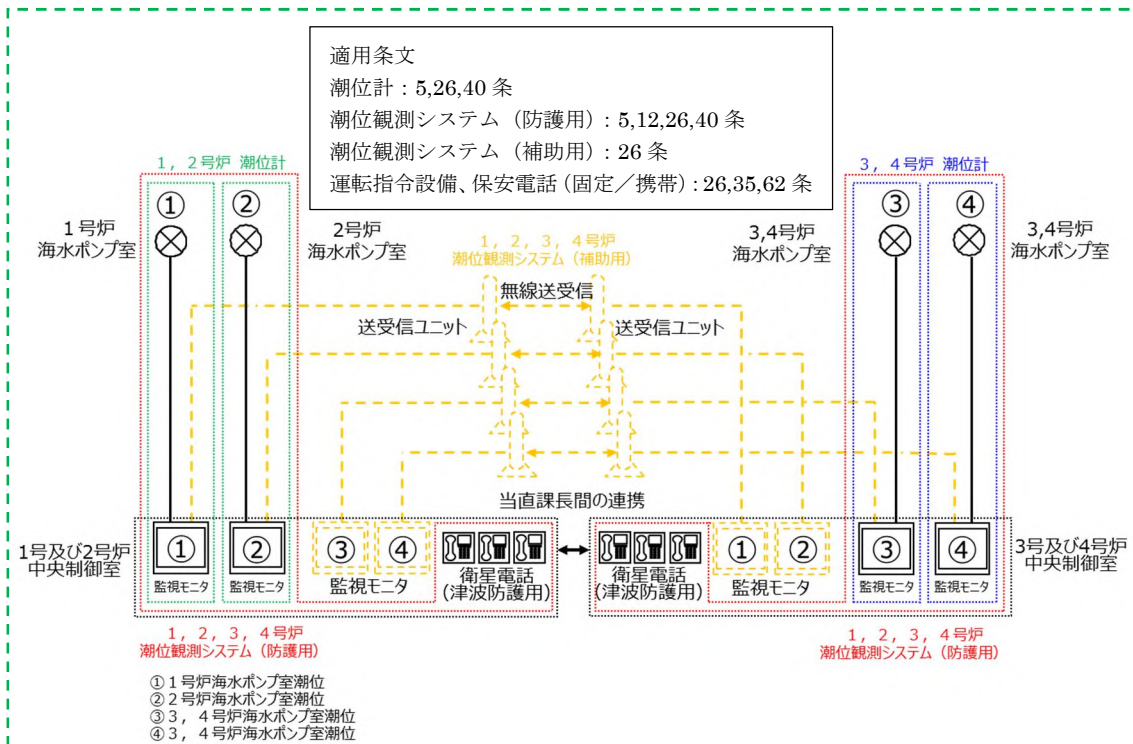 適用条文
潮位計：5,26,40 条
潮位観測システム（防護用）：5,12,26,40 条
潮位観測システム（補助用）：26 条
運転指令設備、保安電話（固定／携帯）：26,35,62 条
１，２号炉 潮位計
３，４号炉 潮位計
①
②
③
④
１号炉
海水ポンプ室
2号炉
海水ポンプ室
１，２，３，４号炉
潮位観測システム（補助用）
3,4号炉
海水ポンプ室
3,4号炉
海水ポンプ室
無線送受信
送受信ユニット
送受信ユニット
当直課長間の連携
1号及び2号炉
中央制御室
①
監視モニタ
②
監視モニタ
③
④
監視モニタ
衛星電話
(津波防護用)
衛星電話
(津波防護用)
①
②
監視モニタ
③
監視モニタ
④
監視モニタ
3号及び4号炉
中央制御室
１，２，３，４号炉
潮位観測システム（防護用）
１，２，３，４号炉
潮位観測システム（防護用）
①１号炉海水ポンプ室潮位
②２号炉海水ポンプ室潮位
③３，４号炉海水ポンプ室潮位
④３，４号炉海水ポンプ室潮位